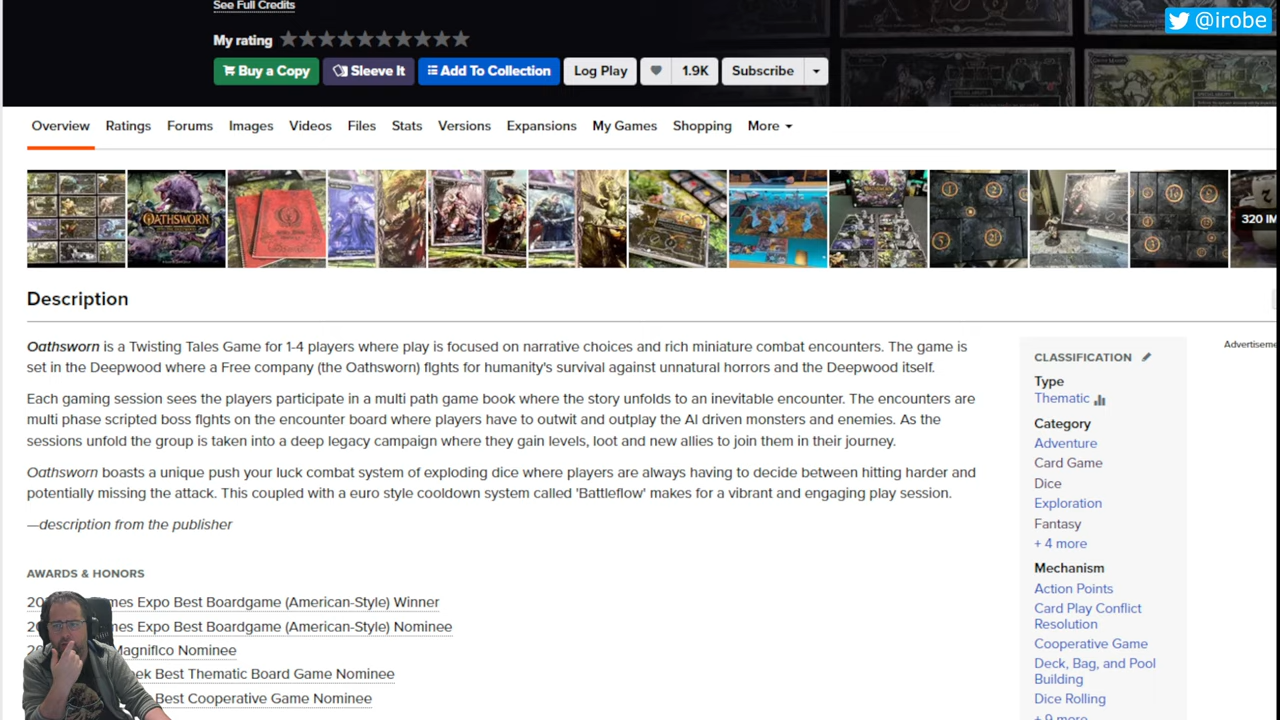 See Full Credits
@irobe
My rating
Buy a Copy
Sleeve It
Add To Collection
Log Play
1.9K
Subscribe
Overview Ratings Forums Images Videos Files Stats Versions Expansions My Games Shopping More
OATHSWORN
320 IM
Description
Oathsworn is a Twisting Tales Game for 1-4 players where play is focused on narrative choices and rich miniature combat encounters. The game is
set in the Deepwood where a Free company (the Oathsworn) fights for humanity's survival against unnatural horrors and the Deepwood itself.
Each gaming session sees the players participate in a multi path game book where the story unfolds to an inevitable encounter. The encounters are
multi phase scripted boss fights on the encounter board where players have to outwit and outplay the AI driven monsters and enemies. As the
sessions unfold the group is taken into a deep legacy campaign where they gain levels, loot and new allies to join them in their journey.
Oathsworn boasts a unique push your luck combat system of exploding dice where players are always having to decide between hitting harder and
potentially missing the attack. This coupled with a euro style cooldown system called 'Battleflow' makes for a vibrant and engaging play session.
—description from the publisher
AWARDS & HONORS
20 mes Expo Best Boardgame (American-Style) Winner
20 mes Expo Best Boardgame (American-Style) Nominee
20 Magnifico Nominee
ek Best Thematic Board Game Nominee
Best Cooperative Game Nominee
Advertiseme
CLASSIFICATION
Type
Thematic
Category
Adventure
Card Game
Dice
Exploration
Fantasy
+ 4 more
Mechanism
Action Points
Card Play Conflict
Resolution
Cooperative Game
Deck, Bag, and Pool
Building
Dice Rolling
+ 9 more